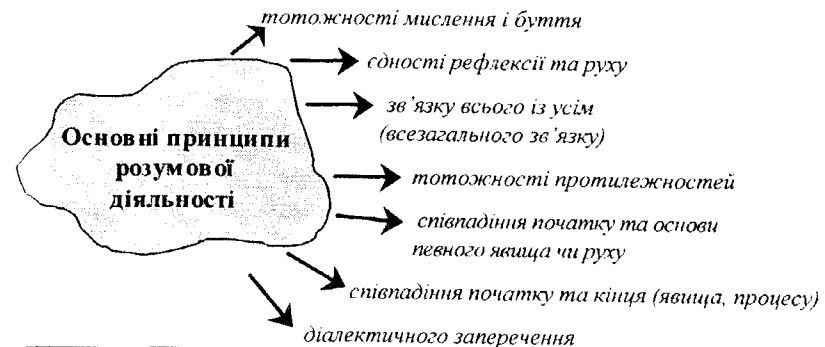 тотожності мислення і буття
єдності рефлексії та руху
зв’язку всього із усім
(всезагального зв’язку)
Основні принципи
розумової
діяльності
тотожності протилежностей
співпадіння початку та основи
певного явища чи руху
співпадіння початку та кінця (явища, процесу)
діалектичного заперечення